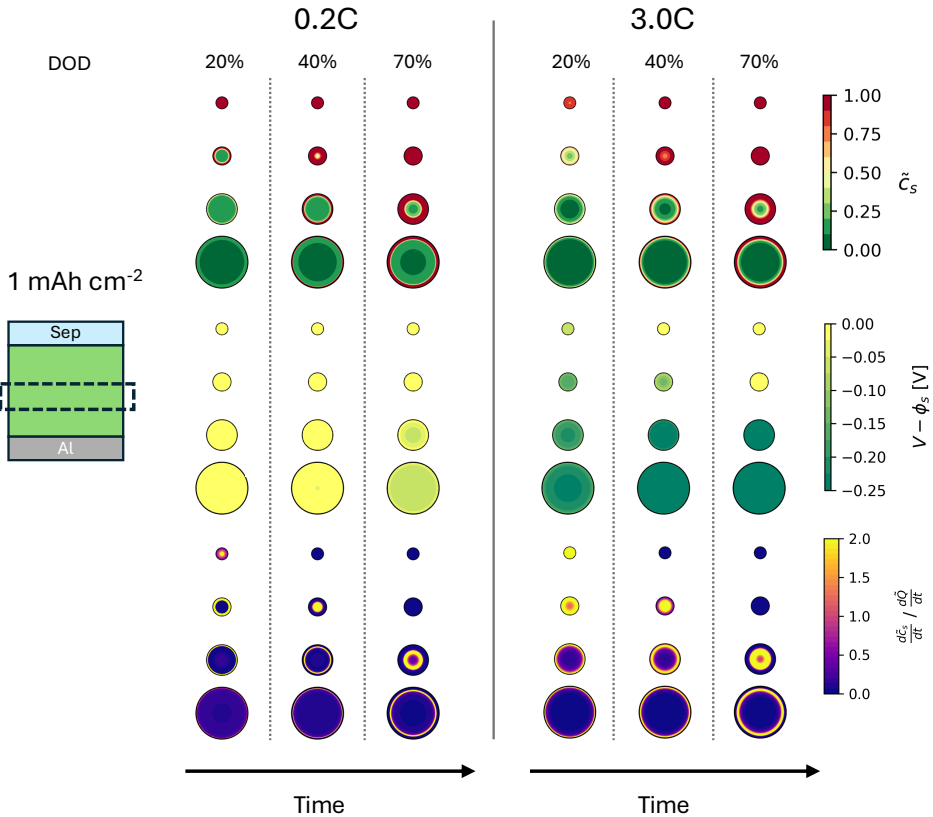 0.2C
3.0C
DOD
20%
40%
70%
20%
40%
70%
1.00
0.75
0.50
0.25
0.00
c̃ₛ
1 mAh cm⁻²
Sep
Al
0.00
−0.05
−0.10
−0.15
−0.20
−0.25
V − ϕₛ [V]
2.0
1.5
1.0
0.5
0.0
dc̃ₛ/dt / dQ̃/dt
Time
Time